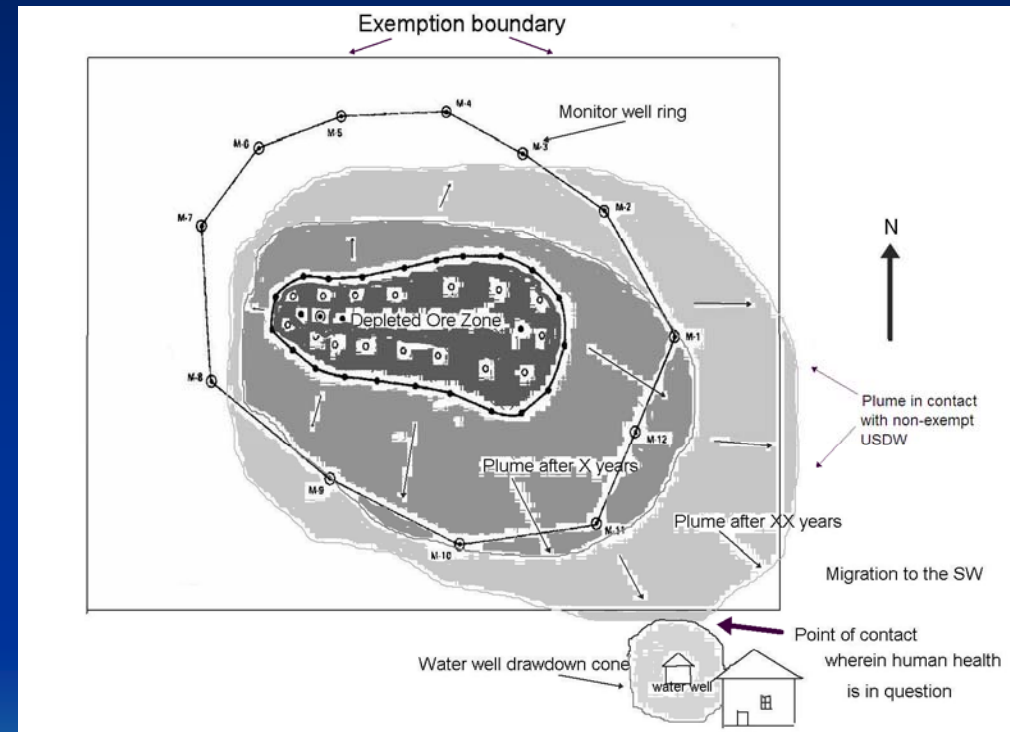 Exemption boundary
M-4
Monitor well ring
M-5
M-6
M-3
M-2
M-7
N
Depleted Ore Zone
M-1
M-8
Plume in contact
with non-exempt
USDW
M-12
Plume after X years
M-9
Plume after XX years
M-11
M-10
Migration to the SW
Point of contact
wherein human health
is in question
Water well drawdown cone
water well